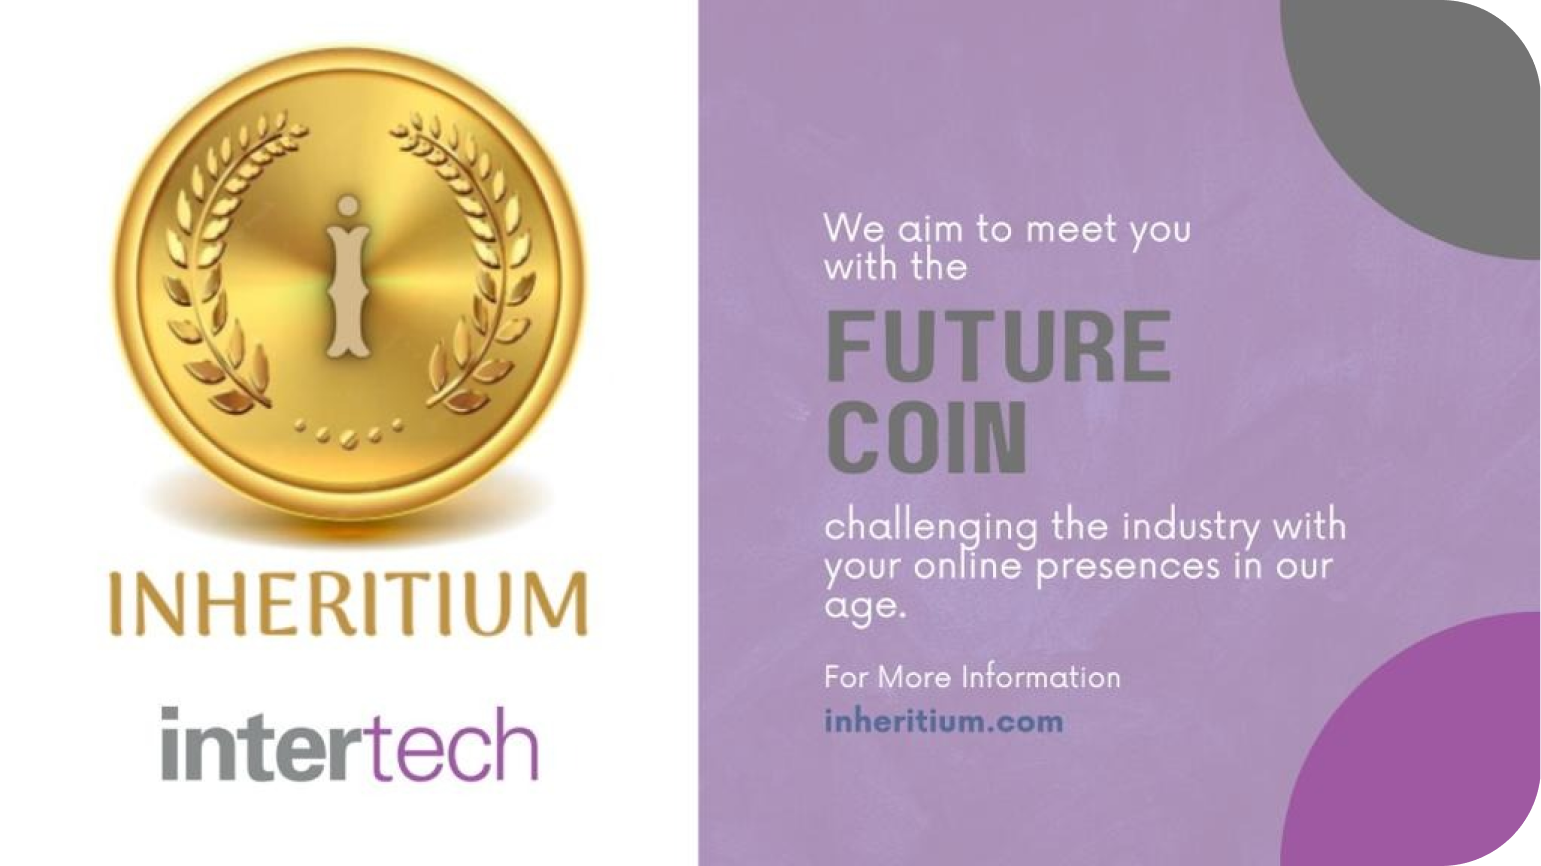 i
INHERITIUM
intertech
We aim to meet you
with the
FUTURE
COIN
challenging the industry with
your online presences in our
age.
For More Information
inheritium.com